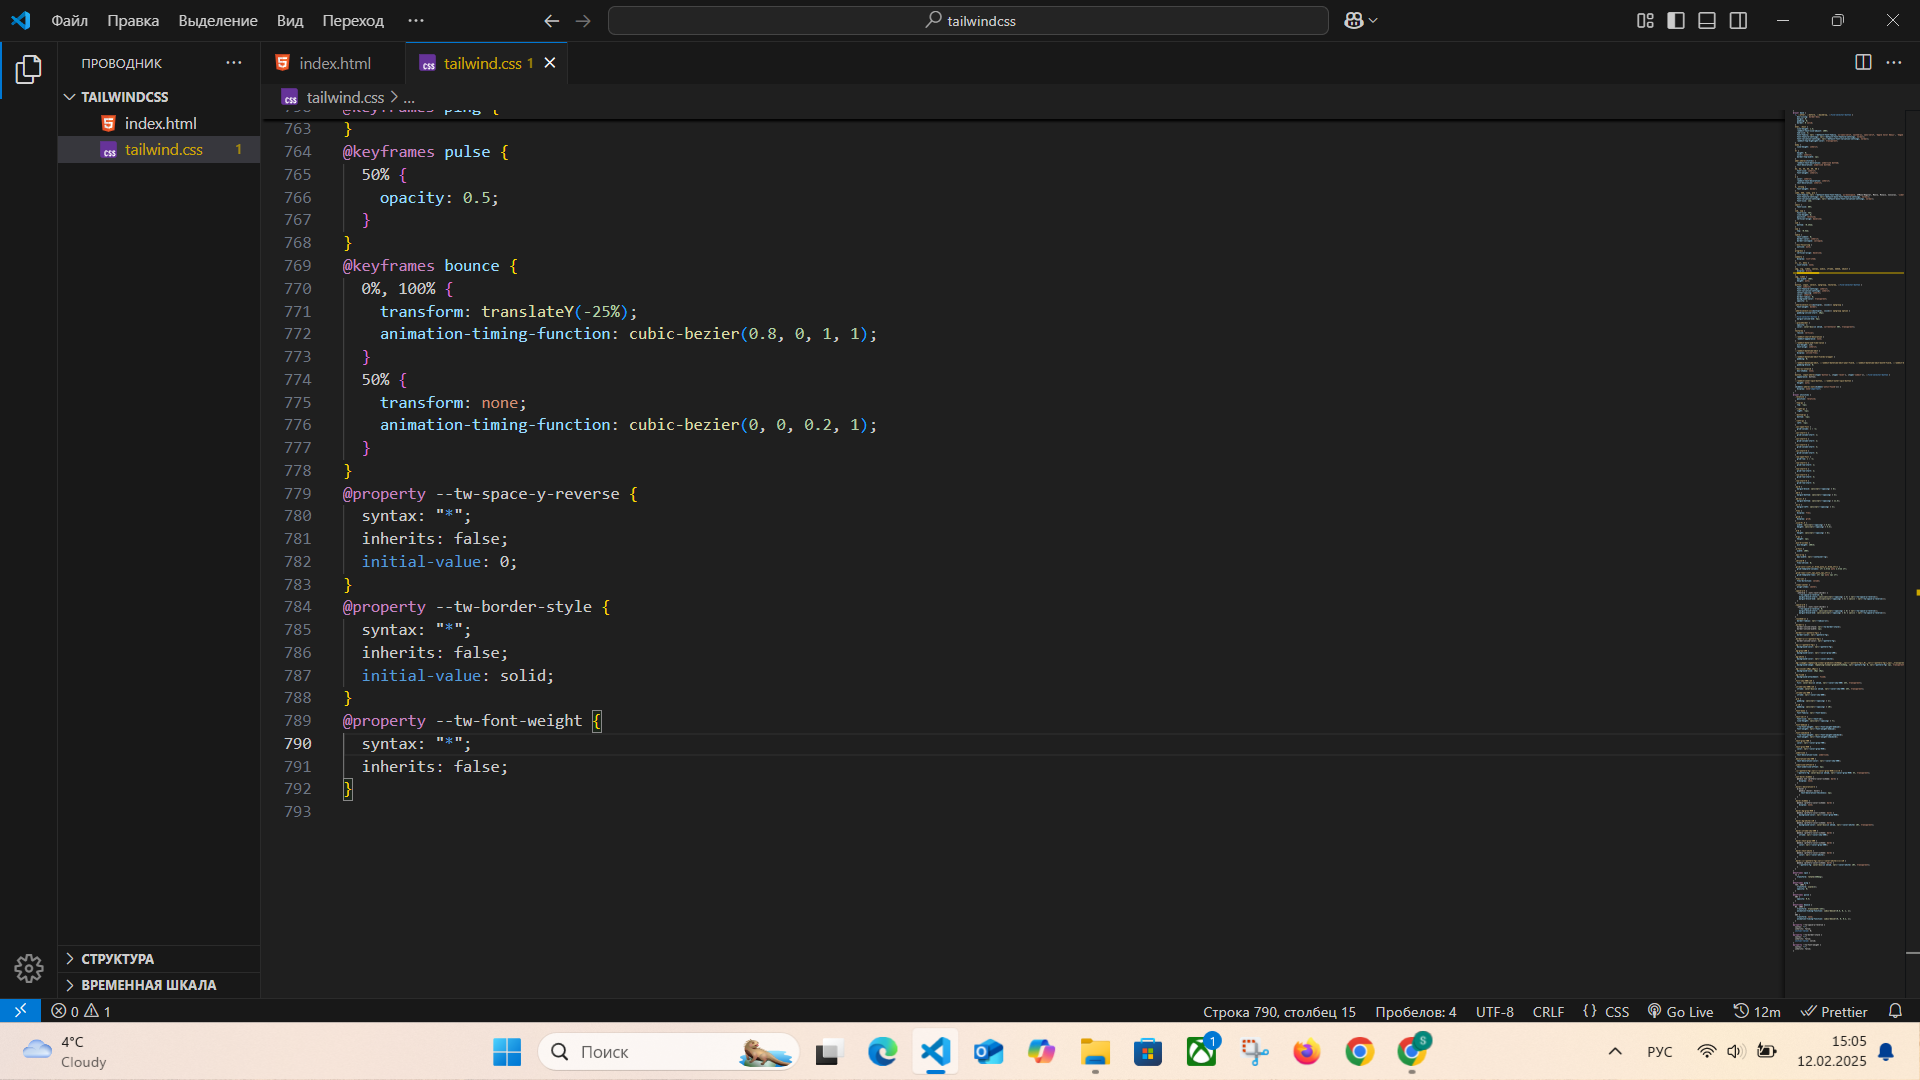 Файл Правка Выделение Вид Переход ···
tailwindcss
ПРОВОДНИК ···
TAILWINDCSS
index.html
tailwind.css 1
СТРУКТУРА
ВРЕМЕННАЯ ШКАЛА
index.html
tailwind.css 1
tailwind.css > ...
@keyframes ping {
763 }
764 @keyframes pulse {
765 50% {
766 opacity: 0.5;
767 }
768 }
769 @keyframes bounce {
770 0%, 100% {
771 transform: translateY(-25%);
772 animation-timing-function: cubic-bezier(0.8, 0, 1, 1);
773 }
774 50% {
775 transform: none;
776 animation-timing-function: cubic-bezier(0, 0, 0.2, 1);
777 }
778 }
779 @property --tw-space-y-reverse {
780 syntax: "*";
781 inherits: false;
782 initial-value: 0;
783 }
784 @property --tw-border-style {
785 syntax: "*";
786 inherits: false;
787 initial-value: solid;
788 }
789 @property --tw-font-weight {
790 syntax: "*";
791 inherits: false;
792 }
793
0 1
Строка 790, столбец 15 Пробелов: 4 UTF-8 CRLF {} CSS Go Live 12m Prettier
4°C
Cloudy
Поиск
1
S
РУС
15:05
12.02.2025